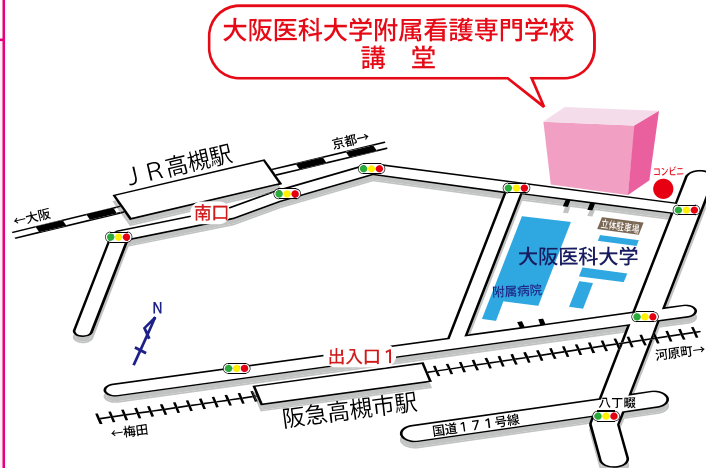 大阪医科大学附属看護専門学校
講　堂
京都→
JR高槻駅
コンビニ
←大阪
南口
立体駐車場
大阪医科大学
附属病院
N
出入口1
河原町→
阪急高槻市駅
八丁畷
国道171号線
←梅田